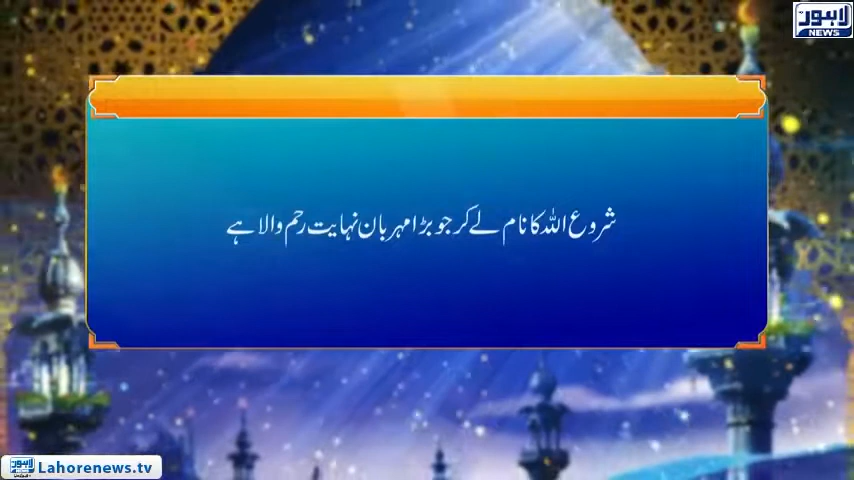 لاہور
NEWS
شروع اللہ کا نام لے کر جو بڑا مہربان نہایت رحم والا ہے
لاہور
Lahorenews.tv